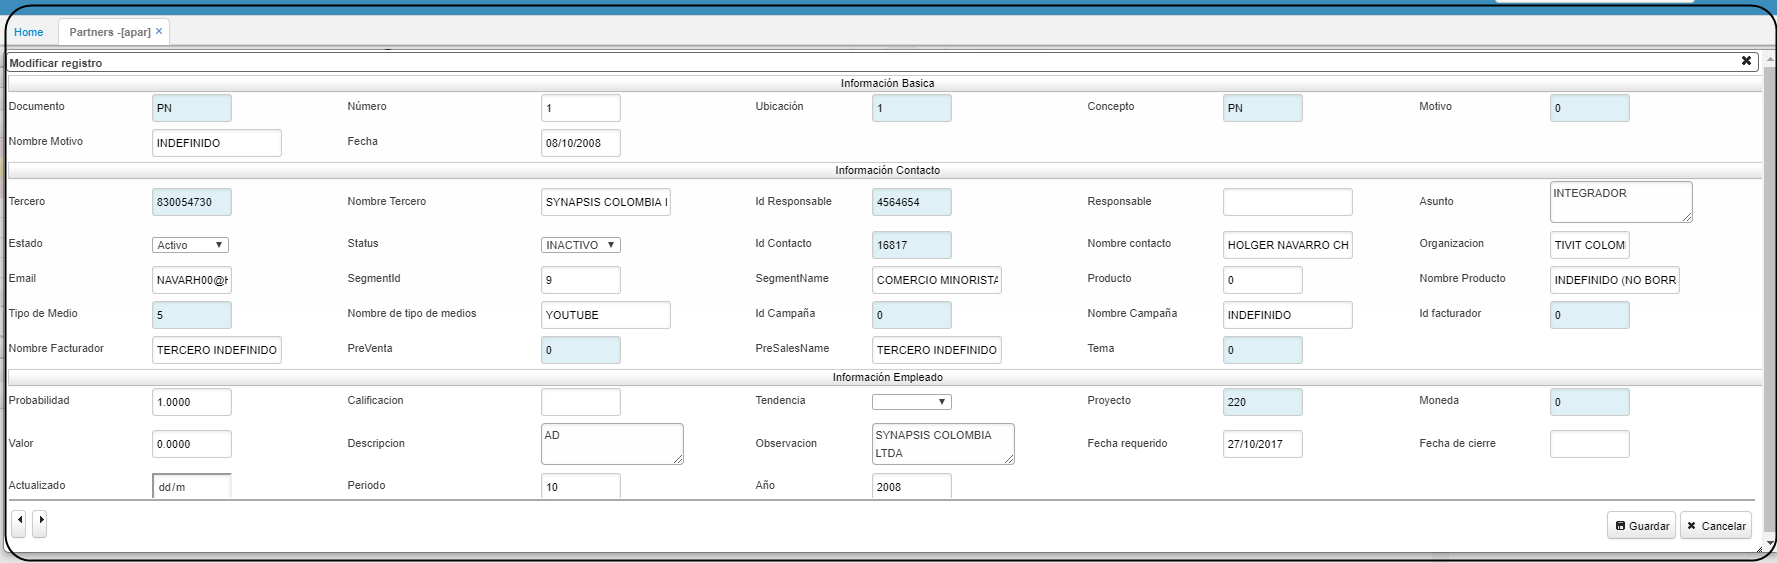 Home Partners -[apar] ×
Modificar registro ✖
Información Basica
Documento PN Número 1 Ubicación 1 Concepto PN Motivo 0
Nombre Motivo INDEFINIDO Fecha 08/10/2008
Información Contacto
Tercero 830054730 Nombre Tercero SYNAPSIS COLOMBIA Id Responsable 4564654 Responsable Asunto INTEGRADOR
Estado Activo Status INACTIVO Id Contacto 16817 Nombre contacto HOLGER NAVARRO CH Organizacion TIVIT COLOM
Email NAVARH00@ SegmentId 9 SegmentName COMERCIO MINORISTA Producto 0 Nombre Producto INDEFINIDO (NO BORR
Tipo de Medio 5 Nombre de tipo de medios YOUTUBE Id Campaña 0 Nombre Campaña INDEFINIDO Id facturador 0
Nombre Facturador TERCERO INDEFINIDO PreVenta 0 PreSalesName TERCERO INDEFINIDO Tema 0
Información Empleado
Probabilidad 1.0000 Calificacion Tendencia Proyecto 220 Moneda 0
Valor 0.0000 Descripcion AD Observacion SYNAPSIS COLOMBIA
LTDA
Fecha requerido 27/10/2017 Fecha de cierre
Actualizado dd/m Periodo 10 Año 2008
Guardar ✖ Cancelar